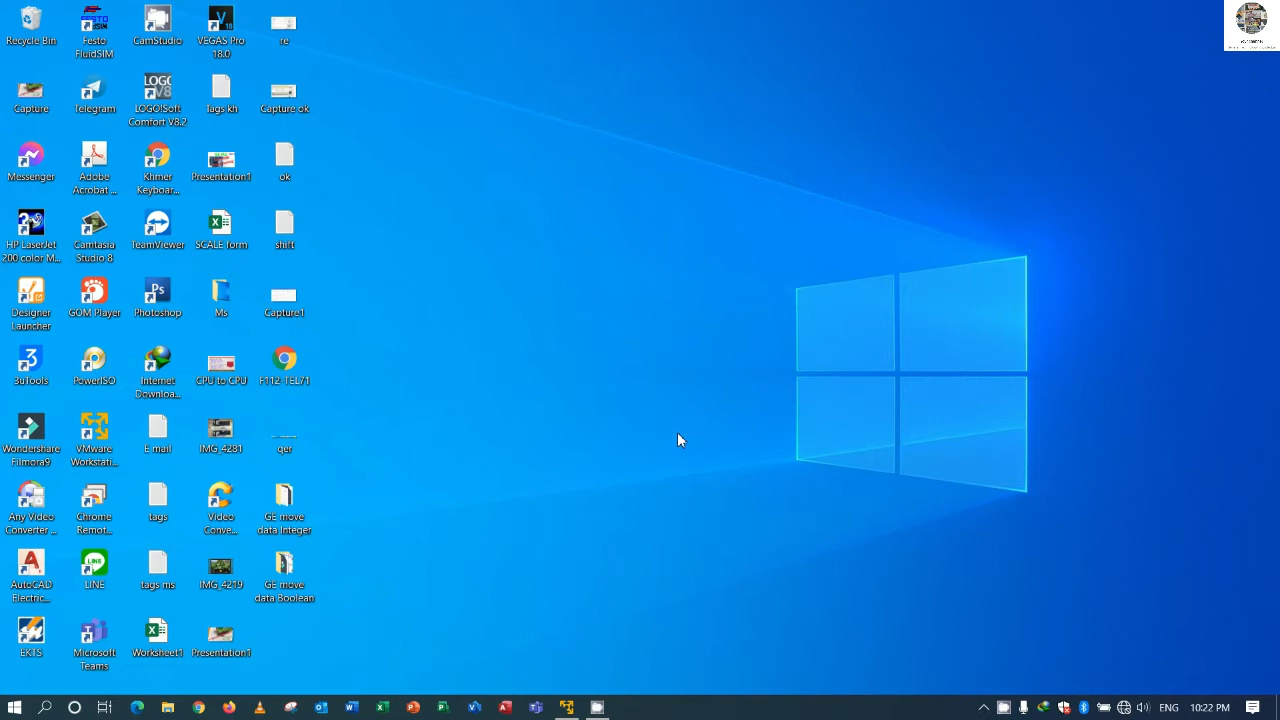 Recycle Bin
Festo
FluidSIM
CamStudio
VEGAS Pro
18.0
re
Capture
Telegram
LOGO!Soft
Comfort V8.2
Tags kh
Capture ok
Messenger
Adobe
Acrobat ...
Khmer
Keyboar...
Presentation1
ok
HP LaserJet
200 color M...
Camtasia
Studio 8
TeamViewer
SCALE form
shift
Designer
Launcher
GOM Player
Photoshop
Ms
Capture1
3uTools
PowerISO
Internet
Downloa...
CPU to CPU
F112-TEL71
Wondershare
Filmora9
VMware
Workstati...
E mail
IMG_4281
qer
Any Video
Converter ...
Chrome
Remot...
tags
Video
Conve...
GE move
data Integer
AutoCAD
Electric...
LINE
tags ms
IMG_4219
GE move
data Boolean
EKTS
Microsoft
Teams
Worksheet1
Presentation1
ENG
10:22 PM